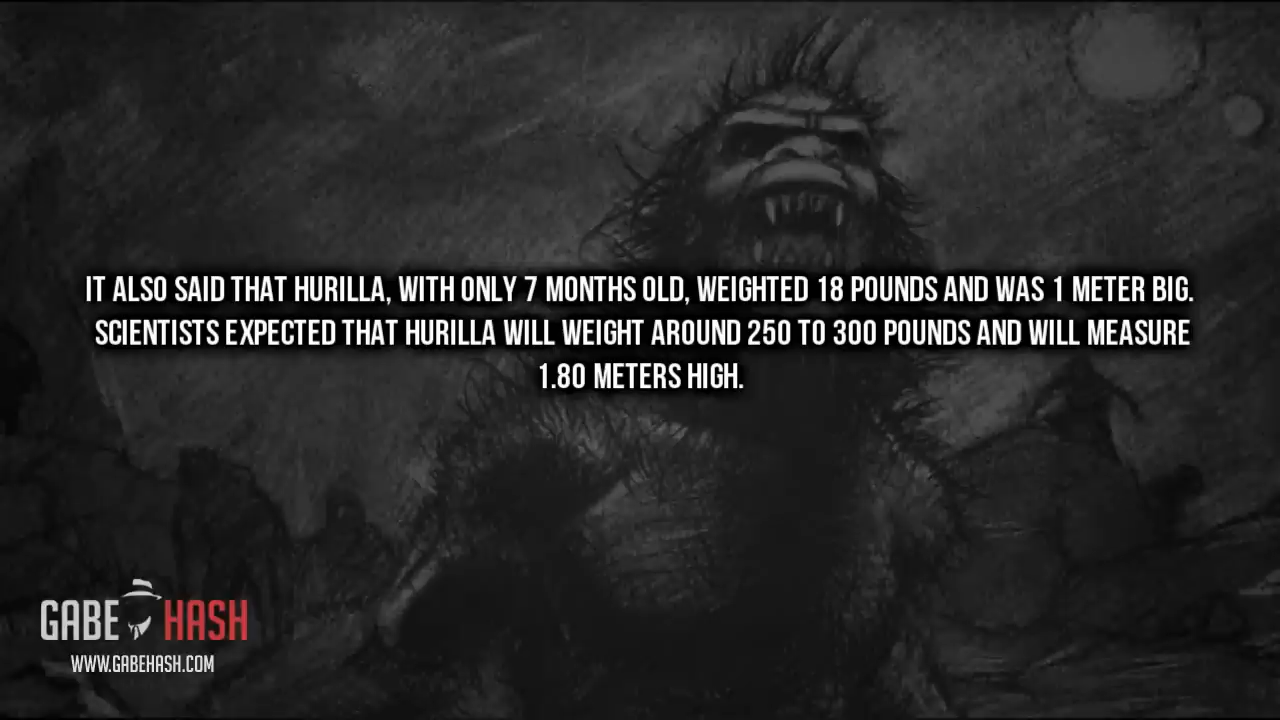 IT ALSO SAID THAT HURILLA, WITH ONLY 7 MONTHS OLD, WEIGHTED 18 POUNDS AND WAS 1 METER BIG.
SCIENTISTS EXPECTED THAT HURILLA WILL WEIGHT AROUND 250 TO 300 POUNDS AND WILL MEASURE
1.80 METERS HIGH.
GABE HASH
WWW.GABEHASH.COM